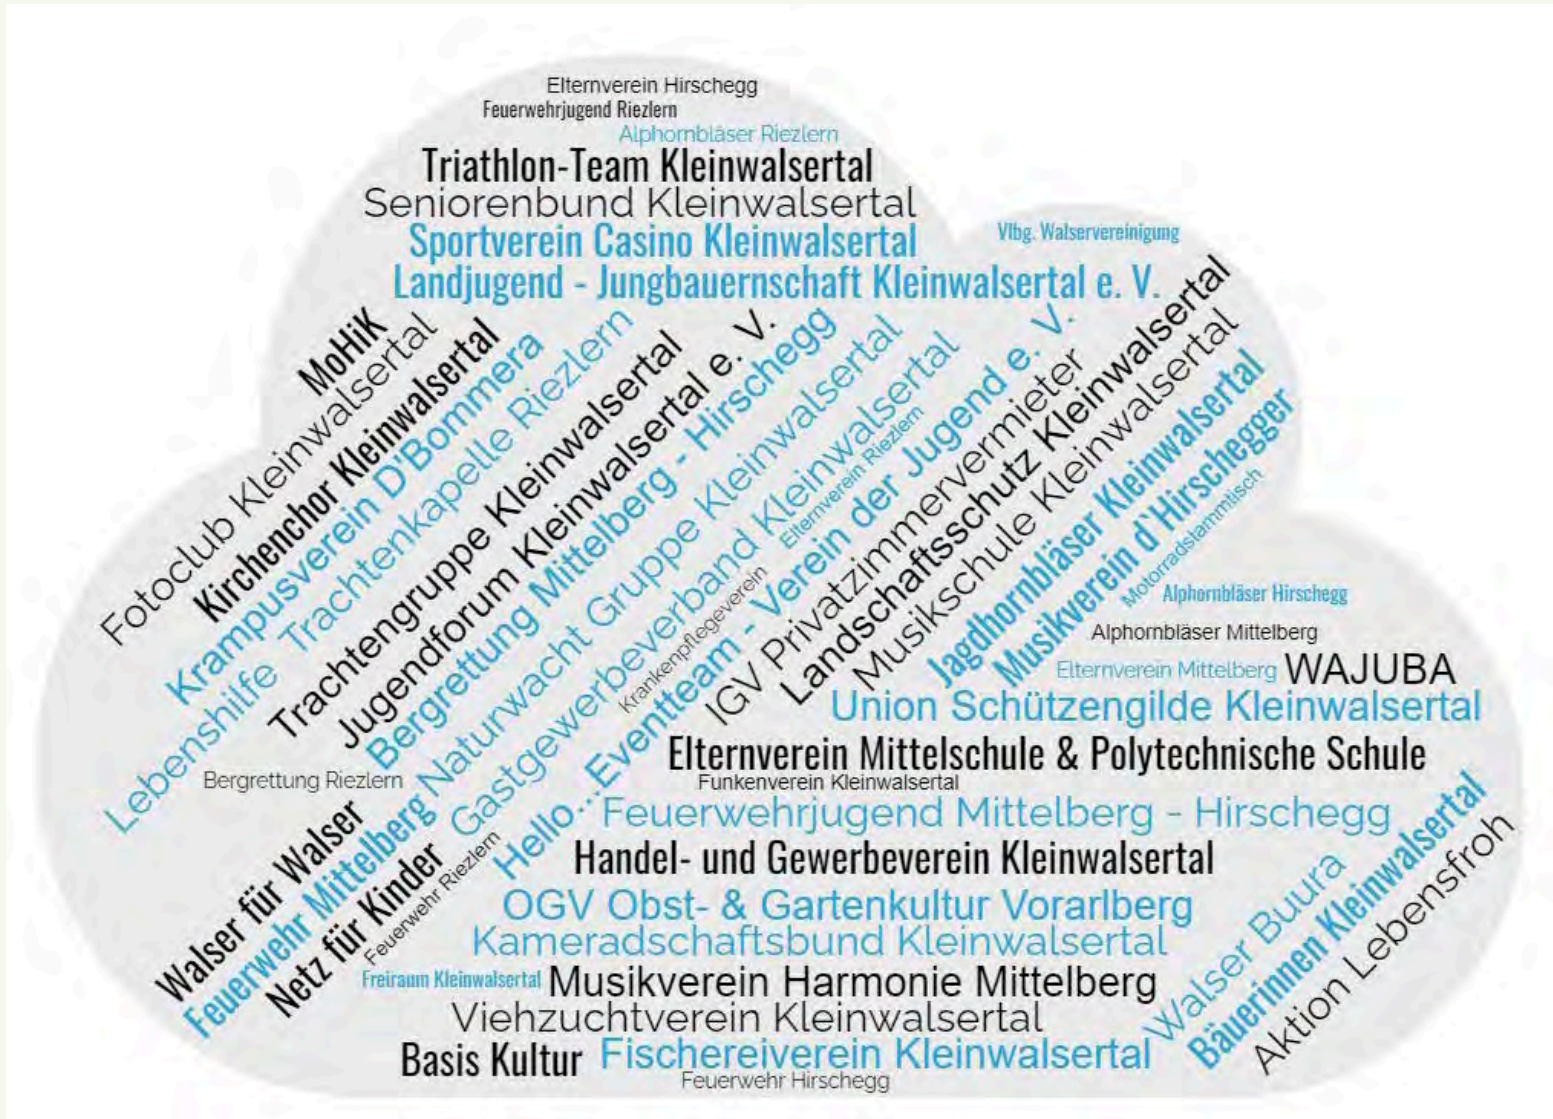 Elternverein Hirschegg
Feuerwehrjugend Riezlern
Alphornbläser Riezlern
Triathlon-Team Kleinwalsertal
Seniorenbund Kleinwalsertal
Sportverein Casino Kleinwalsertal
Vlbg. Walservereinigung
Landjugend - Jungbauernschaft Kleinwalsertal e. V.
MoHiK
Fotoclub Kleinwalsertal
Kirchenchor Kleinwalsertal
Krampusverein D'Bommera
Lebenshilfe
Trachtenkapelle Riezlern
Trachtengruppe Kleinwalsertal
Jugendforum Kleinwalsertal e. V.
Bergrettung Mittelberg - Hirschegg
Naturwacht Gruppe Kleinwalsertal
Gastgewerbeverband Kleinwalsertal
Elternverein Riezlern
Krankenpflegeverein
Hello... Eventteam - Verein der Jugend e. V.
IGV Privatzimmervermieter
Landschaftsschutz Kleinwalsertal
Musikschule Kleinwalsertal
Jagdhornbläser Kleinwalsertal
Musikverein d'Hirschegger
Motorradstammtisch
Alphornbläser Hirschegg
Alphornbläser Mittelberg
Elternverein Mittelberg
WAJUBA
Union Schützengilde Kleinwalsertal
Elternverein Mittelschule & Polytechnische Schule
Bergrettung Riezlern
Funkenverein Kleinwalsertal
Feuerwehrjugend Mittelberg - Hirschegg
Walser für Walser
Feuerwehr Mittelberg
Netz für Kinder
Feuerwehr Riezlern
Handel- und Gewerbeverein Kleinwalsertal
OGV Obst- & Gartenkultur Vorarlberg
Kameradschaftsbund Kleinwalsertal
Freiraum Kleinwalsertal
Musikverein Harmonie Mittelberg
Viehzuchtverein Kleinwalsertal
Walser Buura
Bäuerinnen Kleinwalsertal
Aktion Lebensfroh
Basis Kultur
Fischereiverein Kleinwalsertal
Feuerwehr Hirschegg